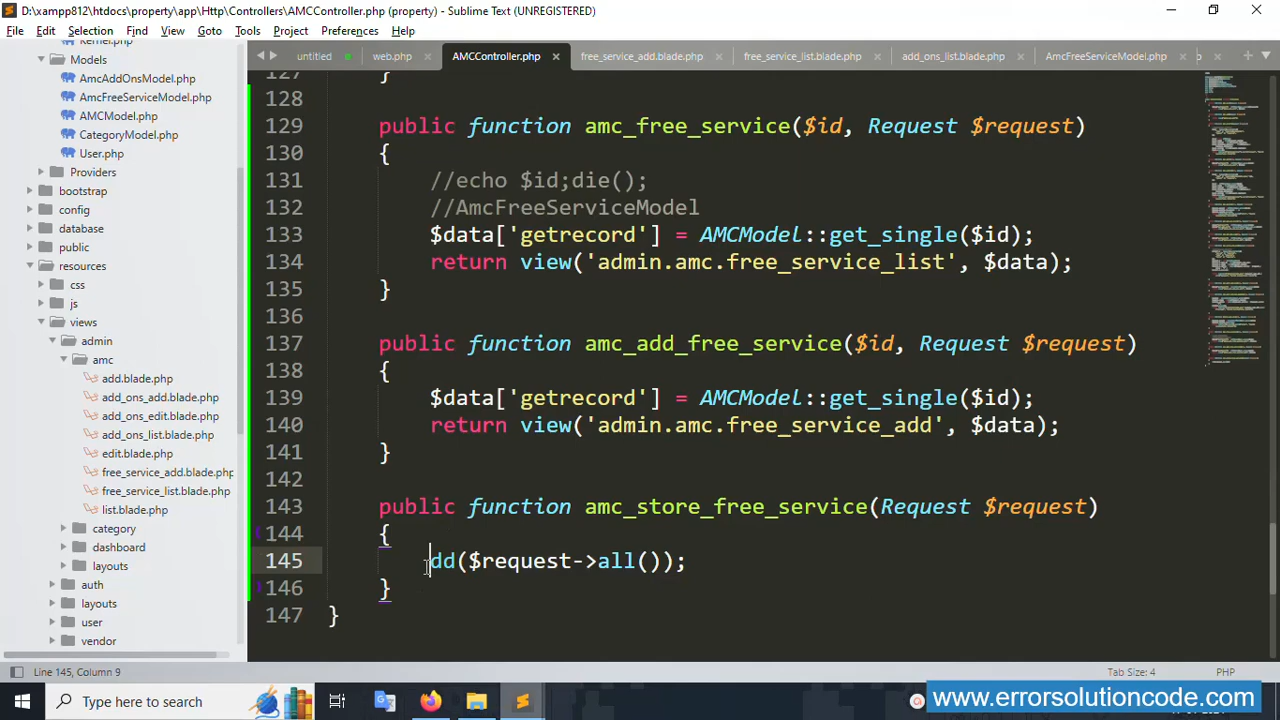 D:\xampp812\htdocs\property\app\Http\Controllers\AMCController.php (property) - Sublime Text (UNREGISTERED)
File Edit Selection Find View Goto Tools Project Preferences Help
untitled web.php AMCController.php free_service_add.blade.php free_service_list.blade.php add_ons_list.blade.php AmcFreeServiceModel.php
Kernel.php
Models
AmcAddOnsModel.php
AmcFreeServiceModel.php
AMCModel.php
CategoryModel.php
User.php
Providers
bootstrap
config
database
public
resources
css
js
views
admin
amc
add.blade.php
add_ons_add.blade.php
add_ons_edit.blade.php
add_ons_list.blade.php
edit.blade.php
free_service_add.blade.php
free_service_list.blade.php
list.blade.php
category
dashboard
layouts
auth
layouts
user
vendor
127 }
128
129 public function amc_free_service($id, Request $request)
130 {
131 //echo $id;die();
132 //AmcFreeServiceModel
133 $data['getrecord'] = AMCModel::get_single($id);
134 return view('admin.amc.free_service_list', $data);
135 }
136
137 public function amc_add_free_service($id, Request $request)
138 {
139 $data['getrecord'] = AMCModel::get_single($id);
140 return view('admin.amc.free_service_add', $data);
141 }
142
143 public function amc_store_free_service(Request $request)
144 {
145 dd($request->all());
146 }
147 }
Line 145, Column 9 Tab Size: 4 PHP
Type here to search
www.errorsolutioncode.com